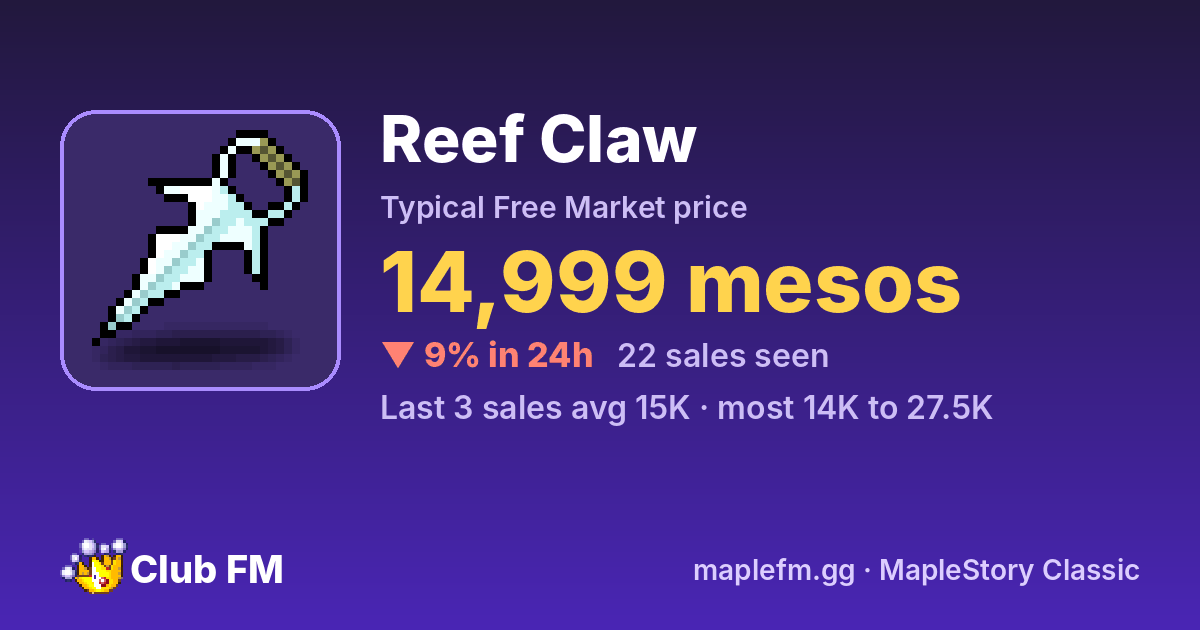 Reef Claw
Typical Free Market price
14,999 mesos
▼ 9% in 24h 22 sales seen
Last 3 sales avg 15K · most 14K to 27.5K
Club FM
maplefm.gg · MapleStory Classic